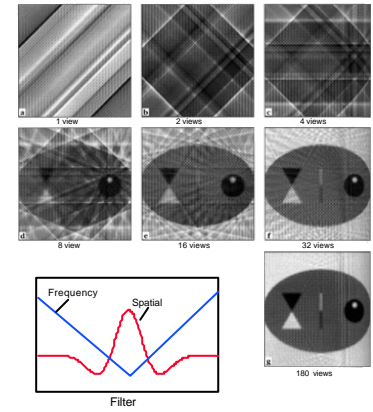 a
1 view
b
2 views
c
4 views
d
8 view
e
16 views
f
32 views
g
180 views
Frequency
Spatial
Filter